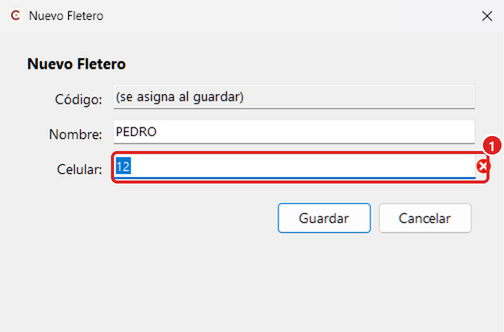 Nuevo Fletero
Nuevo Fletero
Código: (se asigna al guardar)
Nombre: PEDRO
1
Celular: 12
Guardar Cancelar